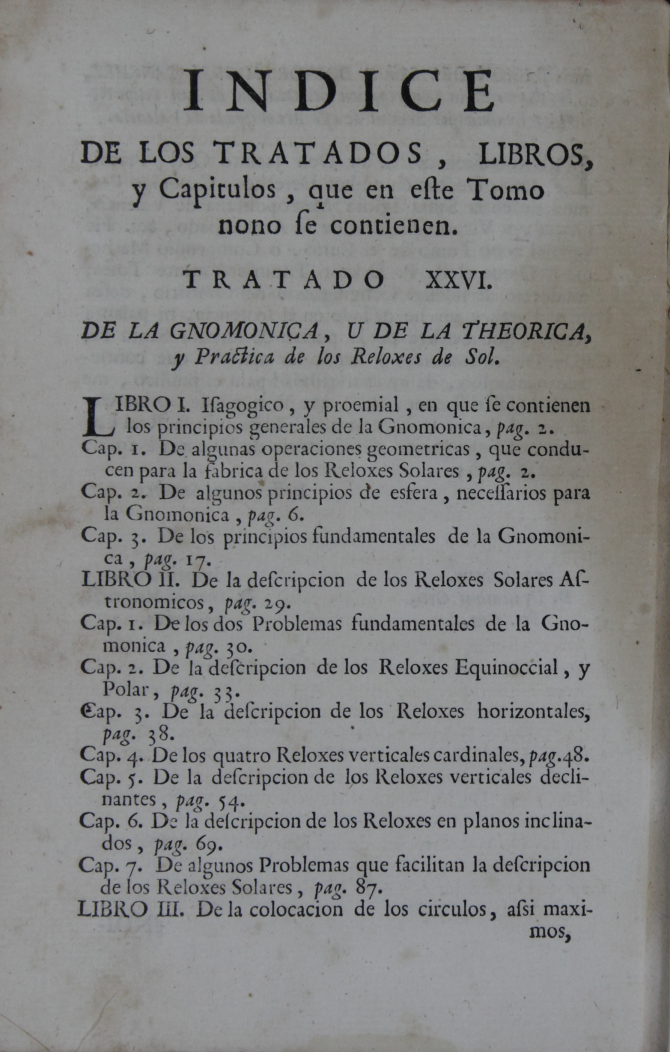 INDICE
DE LOS TRATADOS, LIBROS,
y Capitulos, que en eſte Tomo
nono ſe contienen.
TRATADO XXVI.
DE LA GNOMONICA, U DE LA THEORICA,
y Practica de los Reloxes de Sol.
LIBRO I. Iſagogico, y proemial, en que ſe contienen
los principios generales de la Gnomonica, pag. 2.
Cap. 1. De algunas operaciones geometricas, que condu-
cen para la fabrica de los Reloxes Solares, pag. 2.
Cap. 2. De algunos principios de esfera, neceſſarios para
la Gnomonica, pag. 6.
Cap. 3. De los principios fundamentales de la Gnomoni-
ca, pag. 17.
LIBRO II. De la deſcripcion de los Reloxes Solares Aſ-
tronomicos, pag. 29.
Cap. 1. De los dos Problemas fundamentales de la Gno-
monica, pag. 30.
Cap. 2. De la deſcripcion de los Reloxes Equinoccial, y
Polar, pag. 33.
Cap. 3. De la deſcripcion de los Reloxes horizontales,
pag. 38.
Cap. 4. De los quatro Reloxes verticales cardinales, pag. 48.
Cap. 5. De la deſcripcion de los Reloxes verticales decli-
nantes, pag. 54.
Cap. 6. De la deſcripcion de los Reloxes en planos inclina-
dos, pag. 69.
Cap. 7. De algunos Problemas que facilitan la deſcripcion
de los Reloxes Solares, pag. 87.
LIBRO III. De la colocacion de los circulos, aſsi maxi-
mos,